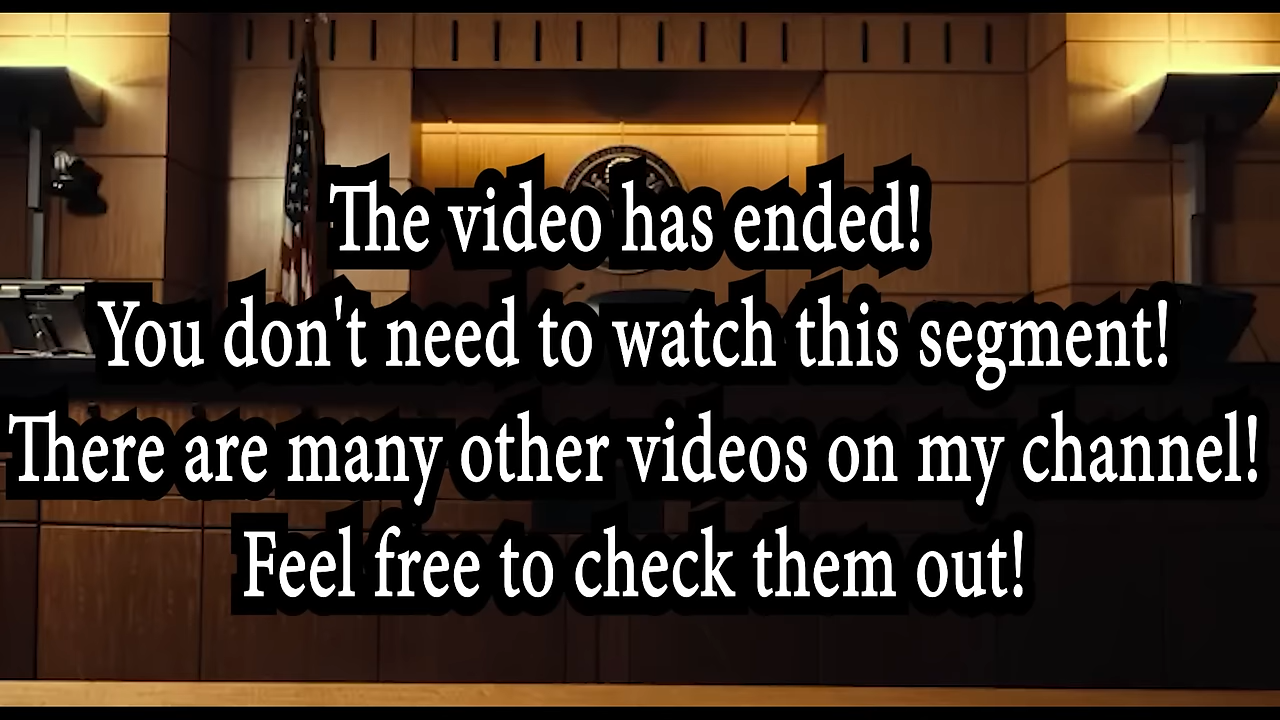 The video has ended!
You don't need to watch this segment!
There are many other videos on my channel!
Feel free to check them out!